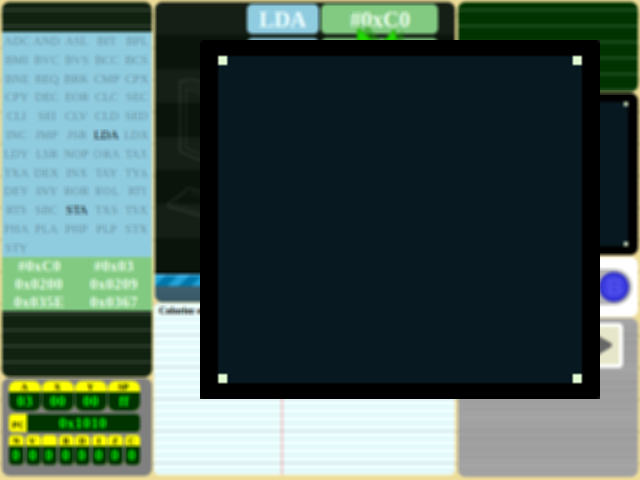 LDA #0xC0
ADC AND ASL BIT BPL
BMI BVC BVS BCC BCS
BNE BEQ BRK CMP CPX
CPY DEC EOR CLC SEC
CLI SEI CLV CLD SED
INC JMP JSR LDA LDX
LDY LSR NOP ORA TAX
TXA DEX INX TAY TYA
DEY INY ROR ROL RTI
RTS SBC STA TXS TSX
PHA PLA PHP PLP STX
STY
#0xC0 #0x03
0x0200 0x0209
0x035E 0x0367
A X Y SP
03 00 00 ff
PC 0x1010
N V B D I Z C
0 0 0 0 0 0 0 0